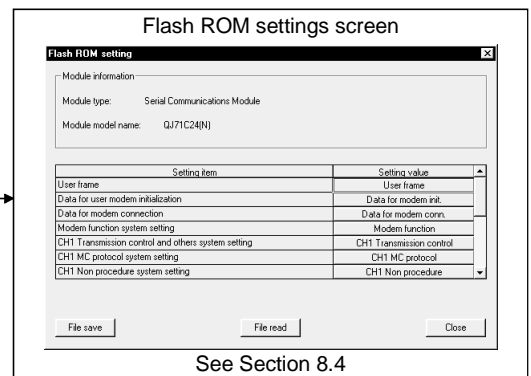 Flash ROM settings screen
Flash ROM setting
Module information
Module type: Serial Communications Module
Module model name: QJ71C24(N)
Setting item Setting value
User frame User frame
Data for user modem initialization Data for modem init.
Data for modem connection Data for modem conn.
Modem function system setting Modem function
CH1 Transmission control and others system setting CH1 Transmission control
CH1 MC protocol system setting CH1 MC protocol
CH1 Non procedure system setting CH1 Non procedure
File save File read Close
See Section 8.4